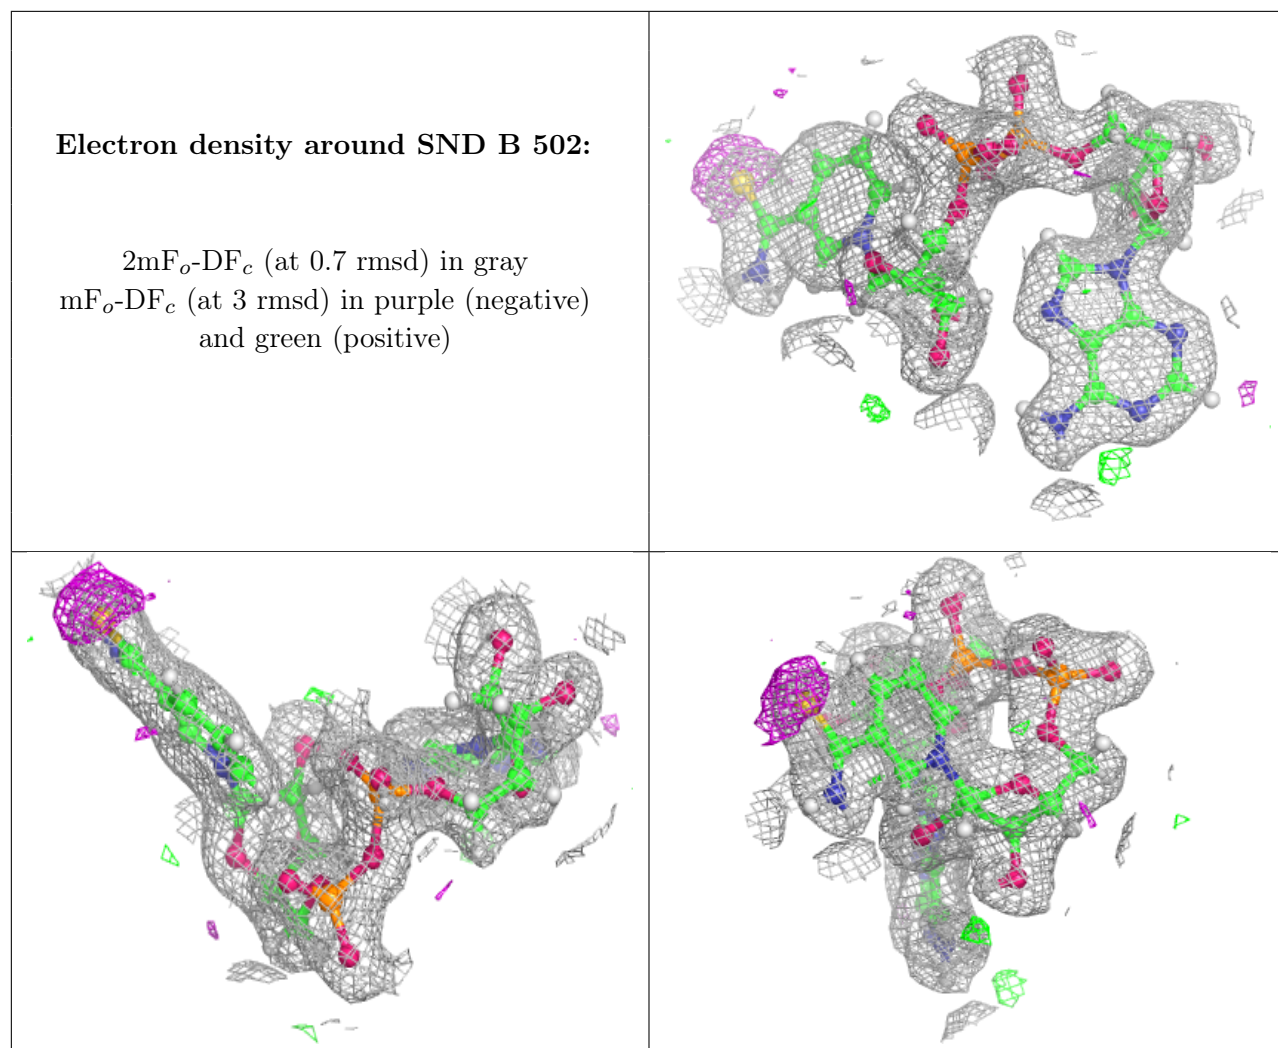 Electron density around SND B 502:
2mFo-DFc (at 0.7 rmsd) in gray
mFo-DFc (at 3 rmsd) in purple (negative)
and green (positive)